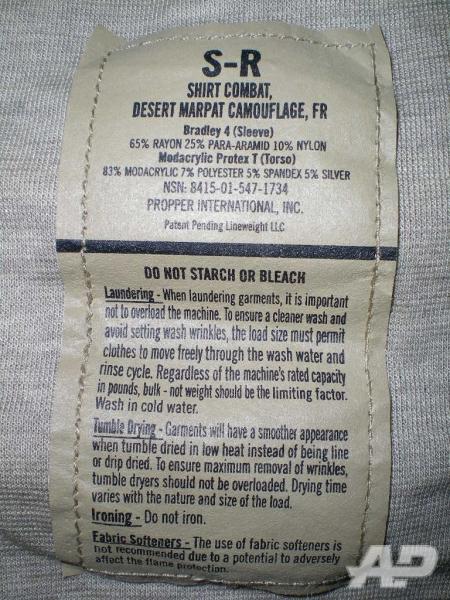 S-R
SHIRT COMBAT,
DESERT MARPAT CAMOUFLAGE, FR
Bradley 4 (Sleeve)
65% RAYON 25% PARA-ARAMID 10% NYLON
Modacrylic Protex T (Torso)
83% MODACRYLIC 7% POLYESTER 5% SPANDEX 5% SILVER
NSN: 8415-01-547-1734
PROPPER INTERNATIONAL, INC.
Patent Pending Lineweight LLC
DO NOT STARCH OR BLEACH
Laundering - When laundering garments, it is important
not to overload the machine. To ensure a cleaner wash and
avoid setting wash wrinkles, the load size must permit
clothes to move freely through the wash water and
rinse cycle. Regardless of the machine's rated capacity
in pounds, bulk - not weight should be the limiting factor.
Wash in cold water.
Tumble Drying - Garments will have a smoother appearance
when tumble dried in low heat instead of being line
or drip dried. To ensure maximum removal of wrinkles,
tumble dryers should not be overloaded. Drying time
varies with the nature and size of the load.
Ironing - Do not iron.
Fabric Softeners - The use of fabric softeners is
not recommended due to a potential to adversely
affect the flame protection.
AP